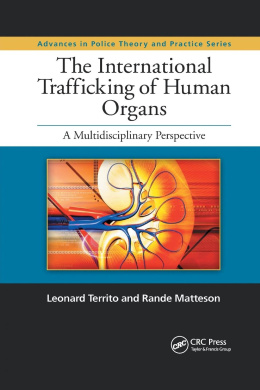 Advances in Police Theory and Practice Series
The International
Trafficking of Human
Organs
A Multidisciplinary Perspective
Leonard Territo and Rande Matteson
CRC
CRC Press
Taylor & Francis Group